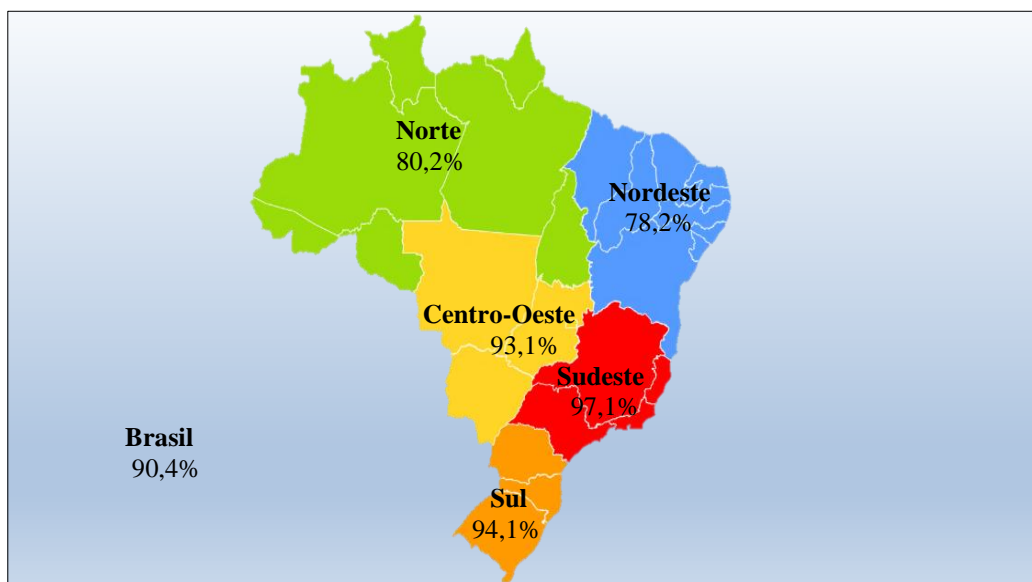 Norte
80,2%
Nordeste
78,2%
Centro-Oeste
93,1%
Sudeste
97,1%
Brasil
90,4%
Sul
94,1%